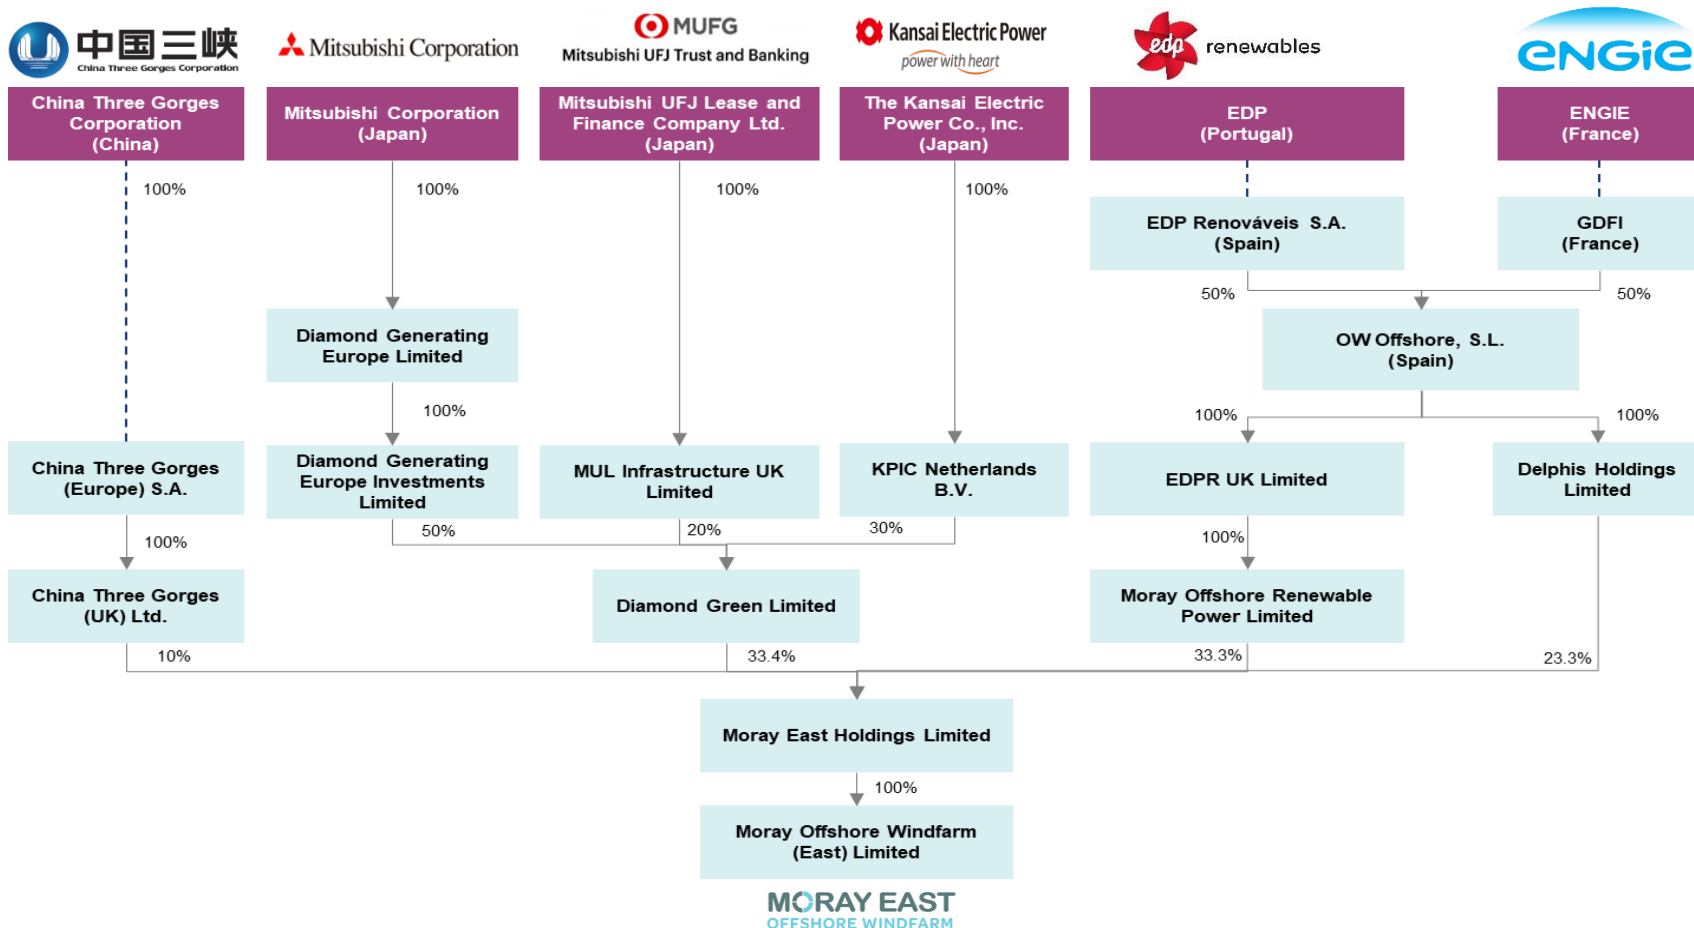 中国三峡
China Three Gorges Corporation
Mitsubishi Corporation
MUFG
Mitsubishi UFJ Trust and Banking
Kansai Electric Power
power with heart
edp renewables
ENGIE
China Three Gorges
Corporation
(China)
Mitsubishi Corporation
(Japan)
Mitsubishi UFJ Lease and
Finance Company Ltd.
(Japan)
The Kansai Electric
Power Co., Inc.
(Japan)
EDP
(Portugal)
ENGIE
(France)
100%
100%
100%
100%
EDP Renováveis S.A.
(Spain)
GDFI
(France)
50%
50%
Diamond Generating
Europe Limited
OW Offshore, S.L.
(Spain)
100%
100%
100%
China Three Gorges
(Europe) S.A.
Diamond Generating
Europe Investments
Limited
MUL Infrastructure UK
Limited
KPIC Netherlands
B.V.
EDPR UK Limited
Delphis Holdings
Limited
100%
50%
20%
30%
100%
China Three Gorges
(UK) Ltd.
Diamond Green Limited
Moray Offshore Renewable
Power Limited
10%
33.4%
33.3%
23.3%
Moray East Holdings Limited
100%
Moray Offshore Windfarm
(East) Limited
MORAY EAST
OFFSHORE WINDFARM